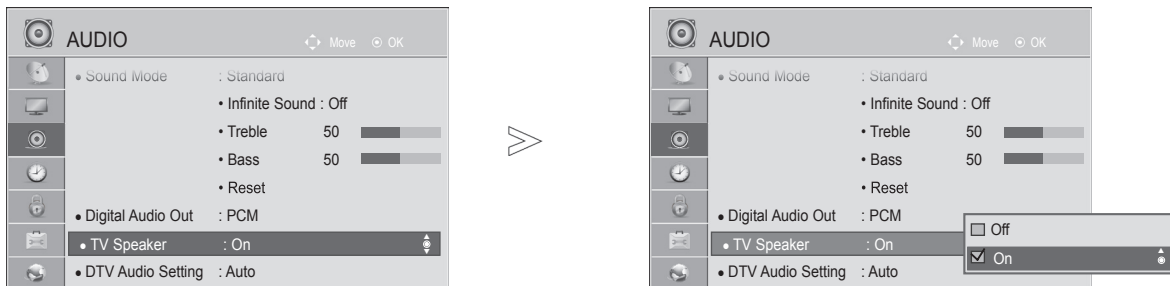 AUDIO Move OK
• Sound Mode : Standard
• Infinite Sound : Off
• Treble 50
• Bass 50
• Reset
• Digital Audio Out : PCM
• TV Speaker : On
• DTV Audio Setting : Auto
AUDIO Move OK
• Sound Mode : Standard
• Infinite Sound : Off
• Treble 50
• Bass 50
• Reset
• Digital Audio Out : PCM
• TV Speaker : On
• DTV Audio Setting : Auto
Off
On